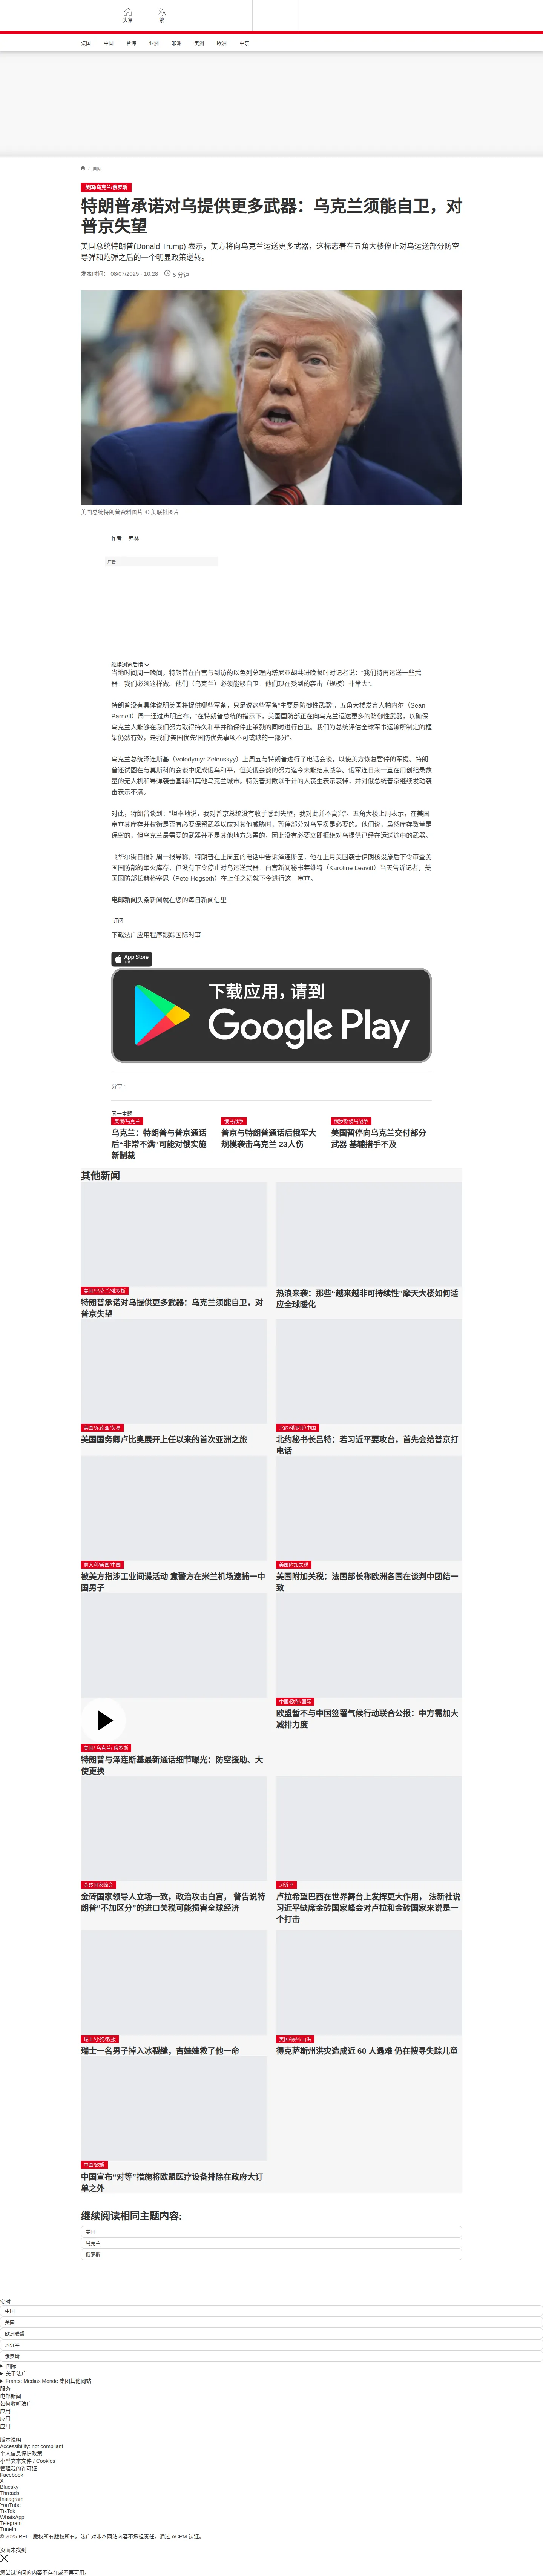 头条
繁
法国 中国 台海 亚洲 非洲 美洲 欧洲 中东
/ 国际
美国/乌克兰/俄罗斯
特朗普承诺对乌提供更多武器：乌克兰须能自卫，对
普京失望
美国总统特朗普(Donald Trump) 表示，美方将向乌克兰运送更多武器，这标志着在五角大楼停止对乌运送部分防空
导弹和炮弹之后的一个明显政策逆转。
发表时间： 08/07/2025 - 10:28 5 分钟
美国总统特朗普资料图片 © 美联社图片
作者： 弗林
广告
继续浏览后续
当地时间周一晚间，特朗普在白宫与到访的以色列总理内塔尼亚胡共进晚餐时对记者说：“我们将再运送一些武
器。我们必须这样做。他们（乌克兰）必须能够自卫。他们现在受到的袭击（规模）非常大”。
特朗普没有具体说明美国将提供哪些军备，只是说这些军备“主要是防御性武器”。五角大楼发言人帕内尔（Sean
Parnell）周一通过声明宣布，“在特朗普总统的指示下，美国国防部正在向乌克兰运送更多的防御性武器，以确保
乌克兰人能够在我们努力取得持久和平并确保停止杀戮的同时进行自卫。我们为总统评估全球军事运输所制定的框
架仍然有效，是我们‘美国优先’国防优先事项不可或缺的一部分”。
乌克兰总统泽连斯基（Volodymyr Zelenskyy）上周五与特朗普进行了电话会谈，以使美方恢复暂停的军援。特朗
普还试图在与莫斯科的会谈中促成俄乌和平，但美俄会谈的努力迄今未能结束战争。俄军连日来一直在用创纪录数
量的无人机和导弹袭击基辅和其他乌克兰城市。特朗普对数以千计的人丧生表示哀悼，并对俄总统普京继续发动袭
击表示不满。
对此，特朗普谈到：“坦率地说，我对普京总统没有收手感到失望，我对此并不高兴”。五角大楼上周表示，在美国
审查其库存并权衡是否有必要保留武器以应对其他威胁时，暂停部分对乌军援是必要的。他们说，虽然库存数量是
保密的，但乌克兰最需要的武器并不是其他地方急需的，因此没有必要立即拒绝对乌提供已经在运送途中的武器。
《华尔街日报》周一报导称，特朗普在上周五的电话中告诉泽连斯基，他在上月美国袭击伊朗核设施后下令审查美
国国防部的军火库存，但没有下令停止对乌运送武器。白宫新闻秘书莱维特（Karoline Leavitt）当天告诉记者，美
国国防部长赫格塞思（Pete Hegseth）在上任之初就下令进行这一审查。
电邮新闻头条新闻就在您的每日新闻信里
订阅
下载法广应用程序跟踪国际时事
App Store
下载
下载应用，请到
Google Play
分享 :
同一主题
美俄/乌克兰
乌克兰：特朗普与普京通话
后“非常不满”可能对俄实施
新制裁
俄乌战争
普京与特朗普通话后俄军大
规模袭击乌克兰 23人伤
俄罗斯侵乌战争
美国暂停向乌克兰交付部分
武器 基辅措手不及
其他新闻
美国/乌克兰/俄罗斯
特朗普承诺对乌提供更多武器：乌克兰须能自卫，对
普京失望
热浪来袭：那些“越来越非可持续性”摩天大楼如何适
应全球暖化
美国/东南亚/贸易
美国国务卿卢比奥展开上任以来的首次亚洲之旅
北约/俄罗斯/中国
北约秘书长吕特：若习近平要攻台，首先会给普京打
电话
意大利/美国/中国
被美方指涉工业间谍活动 意警方在米兰机场逮捕一中
国男子
美国附加关税
美国附加关税：法国部长称欧洲各国在谈判中团结一
致
美国/ 乌克兰/ 俄罗斯
特朗普与泽连斯基最新通话细节曝光：防空援助、大
使更换
中国/欧盟/国际
欧盟暂不与中国签署气候行动联合公报：中方需加大
减排力度
金砖国家峰会
金砖国家领导人立场一致，政治攻击白宫， 警告说特
朗普“不加区分”的进口关税可能损害全球经济
习近平
卢拉希望巴西在世界舞台上发挥更大作用， 法新社说
习近平缺席金砖国家峰会对卢拉和金砖国家来说是一
个打击
瑞士/小狗/救援
瑞士一名男子掉入冰裂缝，吉娃娃救了他一命
美国/德州/山洪
得克萨斯州洪灾造成近 60 人遇难 仍在搜寻失踪儿童
中国/欧盟
中国宣布“对等”措施将欧盟医疗设备排除在政府大订
单之外
继续阅读相同主题内容:
美国
乌克兰
俄罗斯
实时
中国
美国
欧洲联盟
习近平
俄罗斯
国际
关于法广
France Médias Monde 集团其他网站
服务
电邮新闻
如何收听法广
应用
应用
应用
版本说明
Accessibility: not compliant
个人信息保护政策
小型文本文件 / Cookies
管理我的许可证
Facebook
X
Bluesky
Threads
Instagram
YouTube
TikTok
WhatsApp
Telegram
TuneIn
© 2025 RFI – 版权所有版权所有。法广对非本网站内容不承担责任。通过 ACPM 认证。
页面未找到
您尝试访问的内容不存在或不再可用。